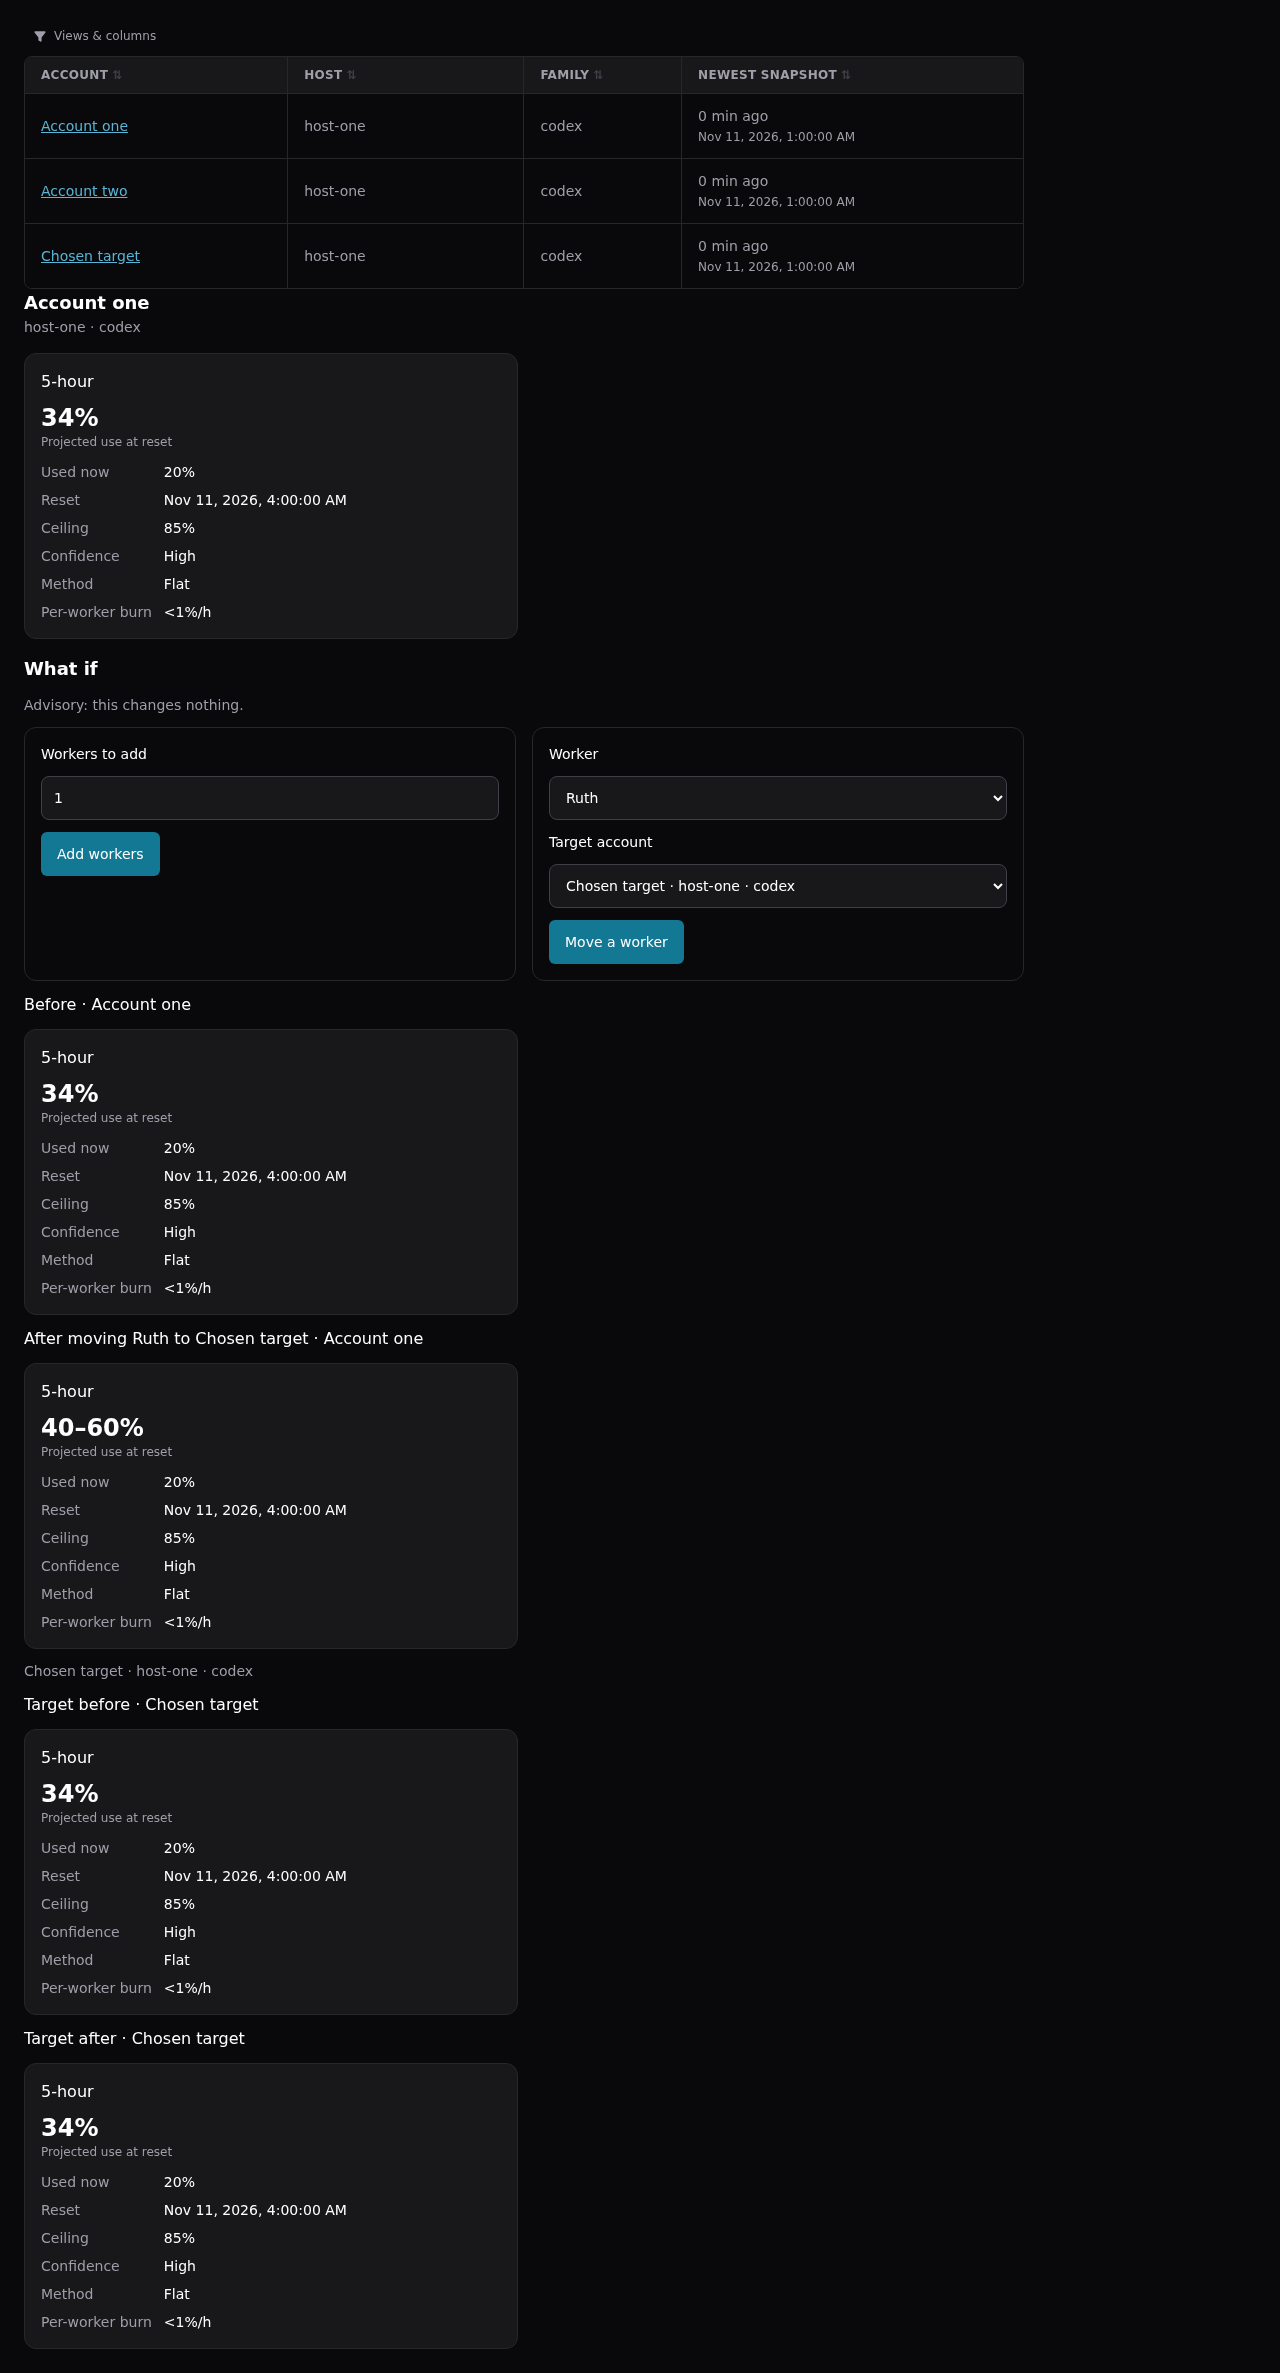 Views & columns
ACCOUNT ⇅ HOST ⇅ FAMILY ⇅ NEWEST SNAPSHOT ⇅
Account one host-one codex 0 min ago
Nov 11, 2026, 1:00:00 AM
Account two host-one codex 0 min ago
Nov 11, 2026, 1:00:00 AM
Chosen target host-one codex 0 min ago
Nov 11, 2026, 1:00:00 AM
Account one
host-one · codex
5-hour
34%
Projected use at reset
Used now 20%
Reset Nov 11, 2026, 4:00:00 AM
Ceiling 85%
Confidence High
Method Flat
Per-worker burn <1%/h
What if
Advisory: this changes nothing.
Workers to add
1
Add workers
Worker
Ruth
Target account
Chosen target · host-one · codex
Move a worker
Before · Account one
5-hour
34%
Projected use at reset
Used now 20%
Reset Nov 11, 2026, 4:00:00 AM
Ceiling 85%
Confidence High
Method Flat
Per-worker burn <1%/h
After moving Ruth to Chosen target · Account one
5-hour
40–60%
Projected use at reset
Used now 20%
Reset Nov 11, 2026, 4:00:00 AM
Ceiling 85%
Confidence High
Method Flat
Per-worker burn <1%/h
Chosen target · host-one · codex
Target before · Chosen target
5-hour
34%
Projected use at reset
Used now 20%
Reset Nov 11, 2026, 4:00:00 AM
Ceiling 85%
Confidence High
Method Flat
Per-worker burn <1%/h
Target after · Chosen target
5-hour
34%
Projected use at reset
Used now 20%
Reset Nov 11, 2026, 4:00:00 AM
Ceiling 85%
Confidence High
Method Flat
Per-worker burn <1%/h